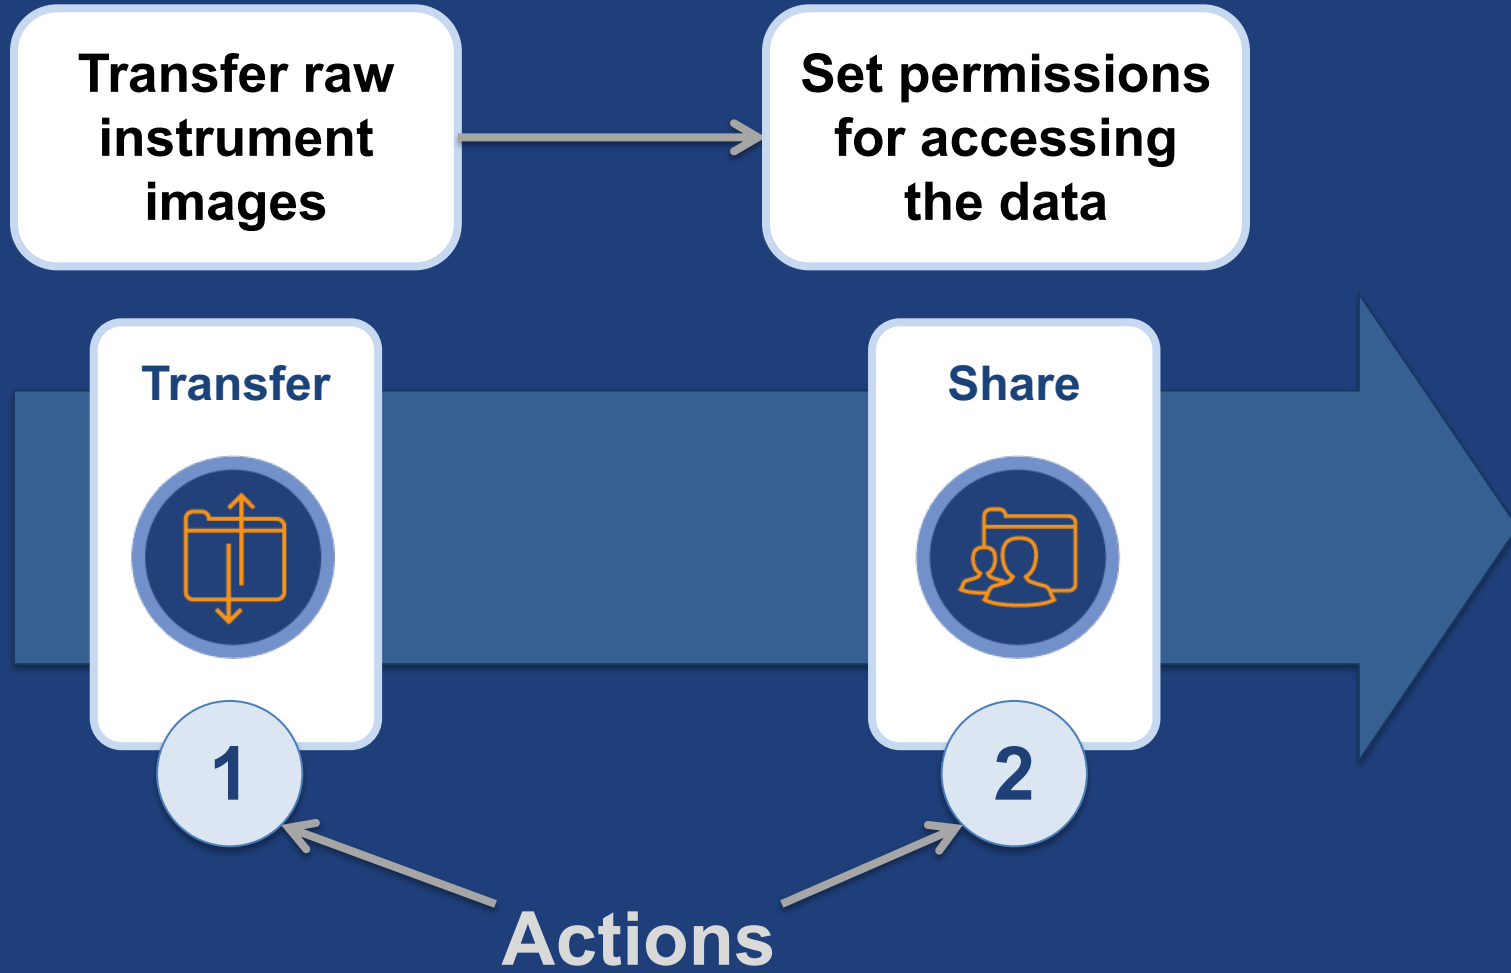 Transfer raw
instrument
images
Set permissions
for accessing
the data
Transfer
Share
1
2
Actions